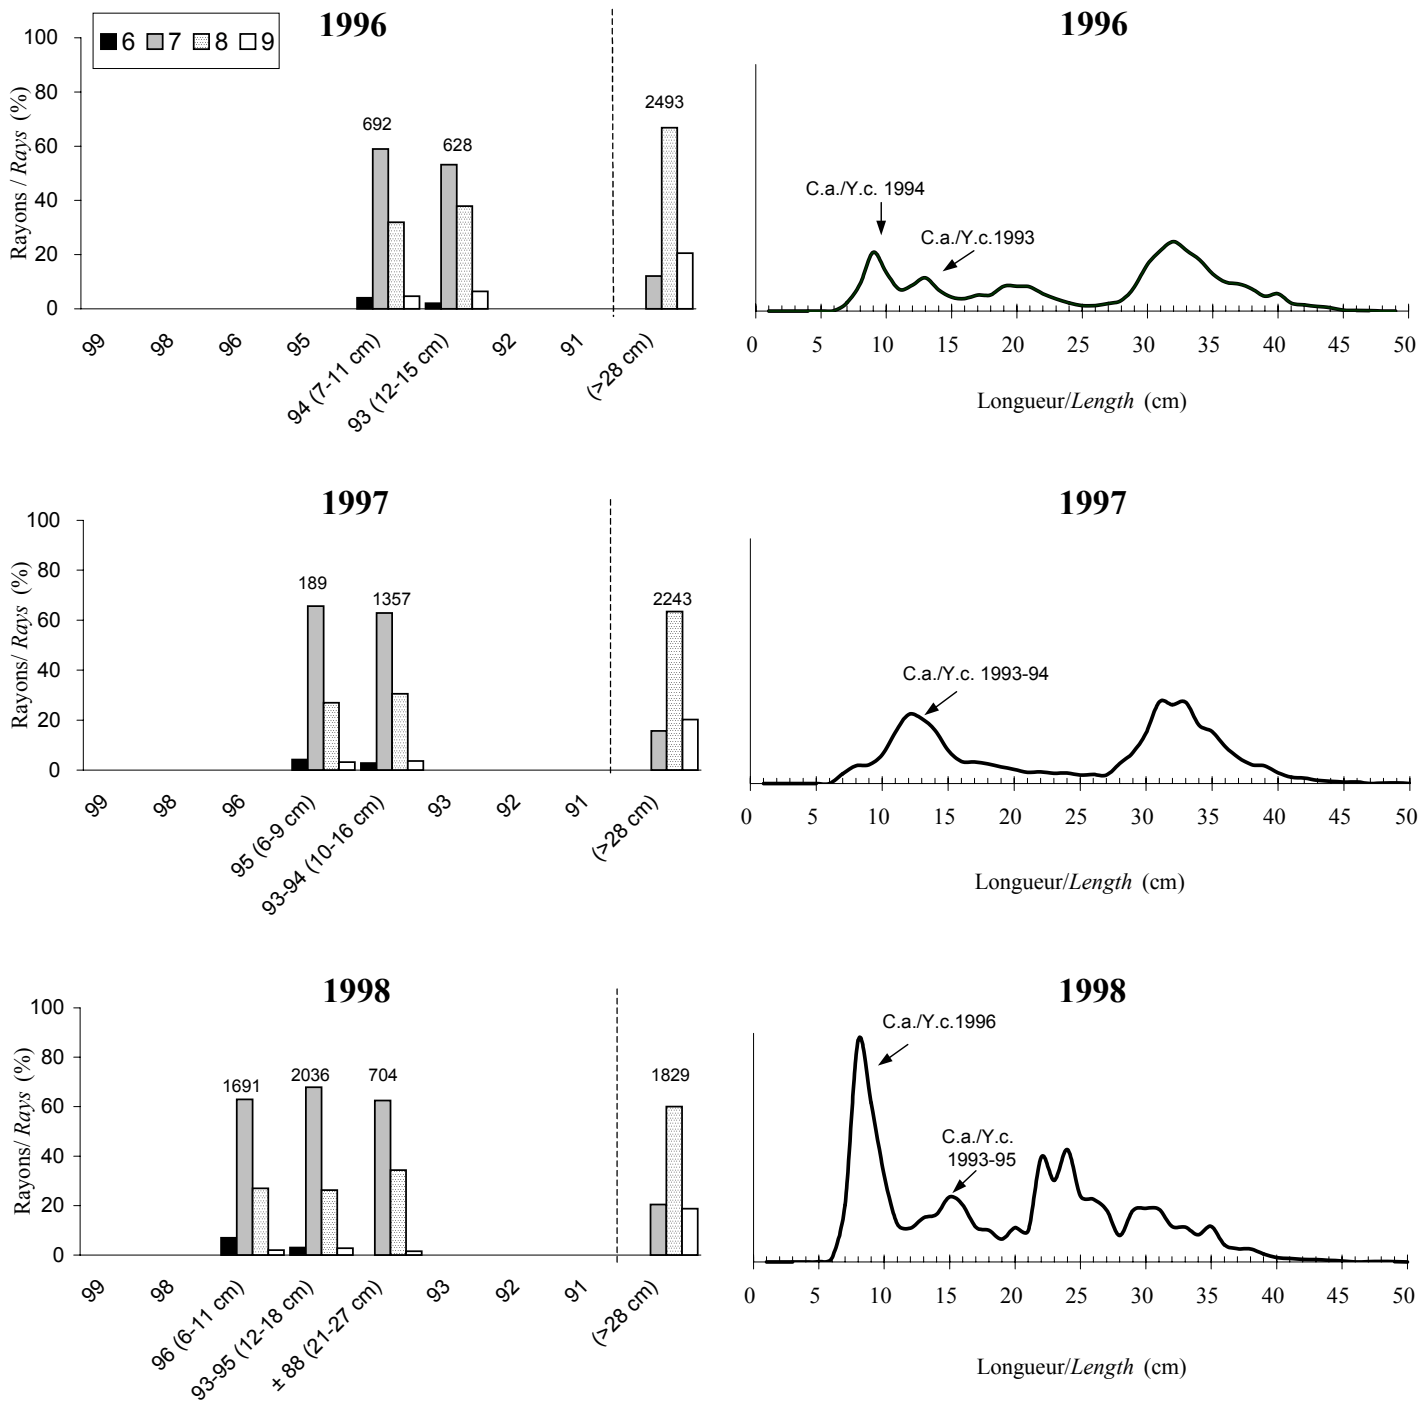 1996
6 7 8 9
100
80
60
40
20
0
Rayons / Rays (%)
692
628
2493
99
98
96
95
94 (7-11 cm)
93 (12-15 cm)
92
91
(>28 cm)
1996
C.a./Y.c. 1994
C.a./Y.c.1993
0 5 10 15 20 25 30 35 40 45 50
Longueur/Length (cm)
1997
100
80
60
40
20
0
Rayons/ Rays (%)
189
1357
2243
99
98
96
95 (6-9 cm)
93-94 (10-16 cm)
93
92
91
(>28 cm)
1997
C.a./Y.c. 1993-94
0 5 10 15 20 25 30 35 40 45 50
Longueur/Length (cm)
1998
100
80
60
40
20
0
Rayons/ Rays (%)
1691
2036
704
1829
99
98
96 (6-11 cm)
93-95 (12-18 cm)
± 88 (21-27 cm)
93
92
91
(>28 cm)
1998
C.a./Y.c.1996
C.a./Y.c.
1993-95
0 5 10 15 20 25 30 35 40 45 50
Longueur/Length (cm)